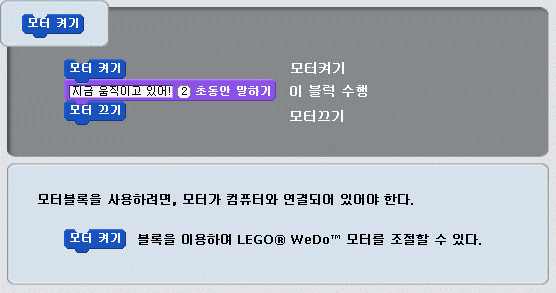 모터 켜기
모터 켜기 모터켜기
지금 움직이고 있어! 2 초동안 말하기 이 블럭 수행
모터 끄기 모터끄기
모터블록을 사용하려면, 모터가 컴퓨터와 연결되어 있어야 한다.
모터 켜기 블록을 이용하여 LEGO® WeDo™ 모터를 조절할 수 있다.